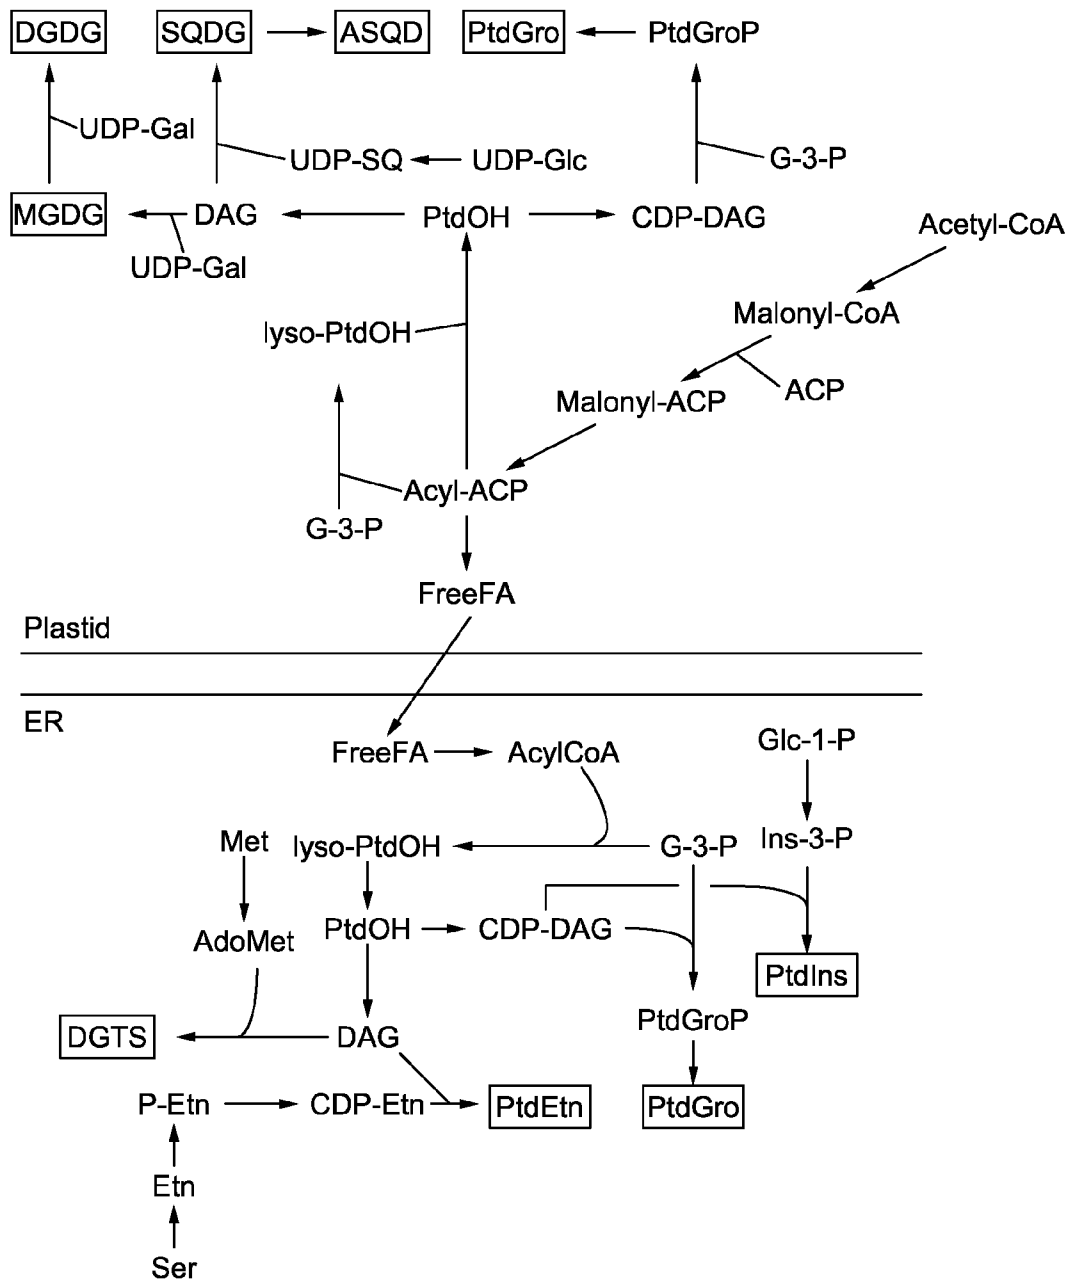 DGDG SQDG ASQD PtdGro PtdGroP
UDP-Gal
UDP-SQ UDP-Glc G-3-P
MGDG DAG PtdOH CDP-DAG
Acetyl-CoA
UDP-Gal
Malonyl-CoA
lyso-PtdOH
ACP
Malonyl-ACP
Acyl-ACP
G-3-P
FreeFA
Plastid
ER
Glc-1-P
FreeFA AcylCoA
Met lyso-PtdOH G-3-P Ins-3-P
AdoMet PtdOH CDP-DAG
PtdIns
PtdGroP
DGTS DAG
P-Etn CDP-Etn PtdEtn PtdGro
Etn
Ser